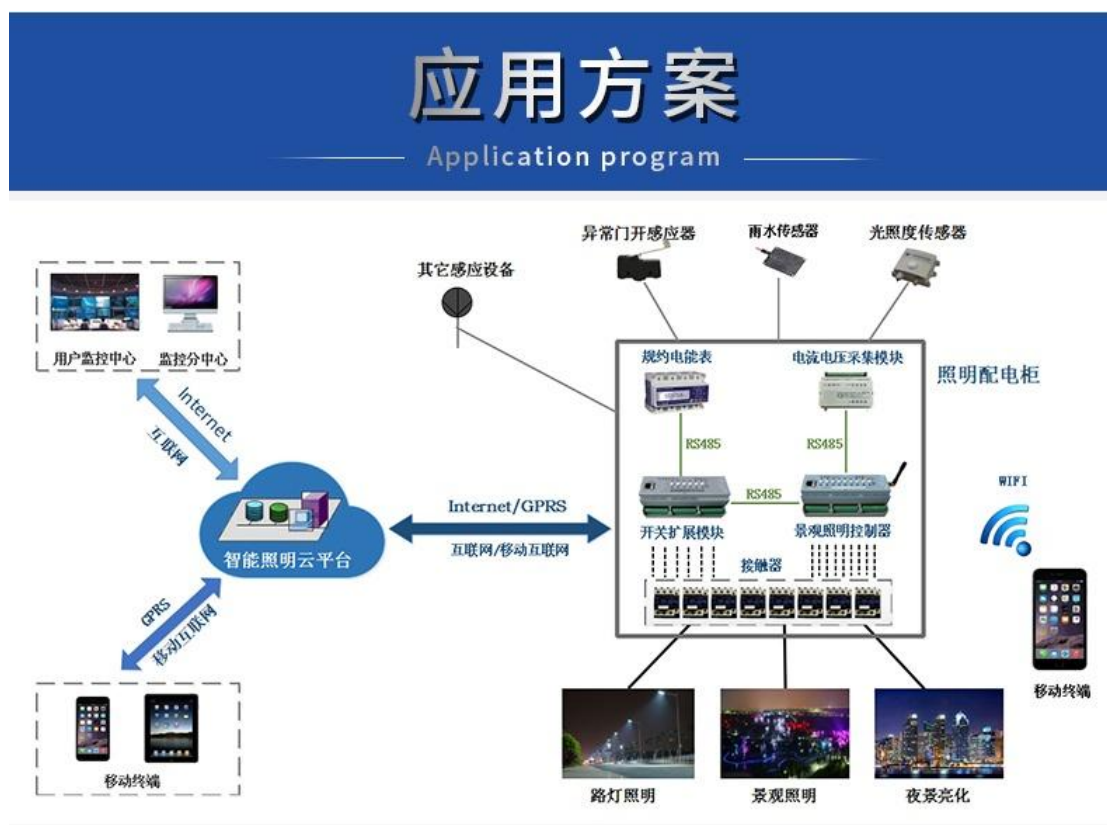 应用方案
Application program
异常门开感应器
雨水传感器
光照度传感器
其它感应设备
用户监控中心
监控分中心
规约电能表
电流电压采集模块
照明配电柜
Internet
互联网
RS485
RS485
RS485
WIFI
Internet/GPRS
开关扩展模块
景观照明控制器
互联网/移动互联网
智能照明云平台
接触器
GPRS
移动互联网
移动终端
移动终端
路灯照明
景观照明
夜景亮化